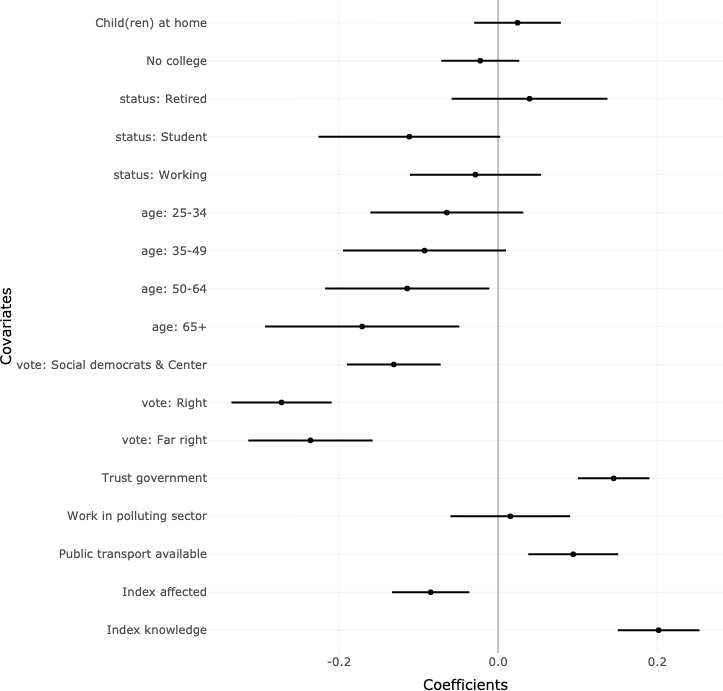 Child(ren) at home
No college
status: Retired
status: Student
status: Working
age: 25-34
age: 35-49
age: 50-64
age: 65+
vote: Social democrats & Center
vote: Right
vote: Far right
Trust government
Work in polluting sector
Public transport available
Index affected
Index knowledge
Covariates
-0.2
0.0
0.2
Coefficients